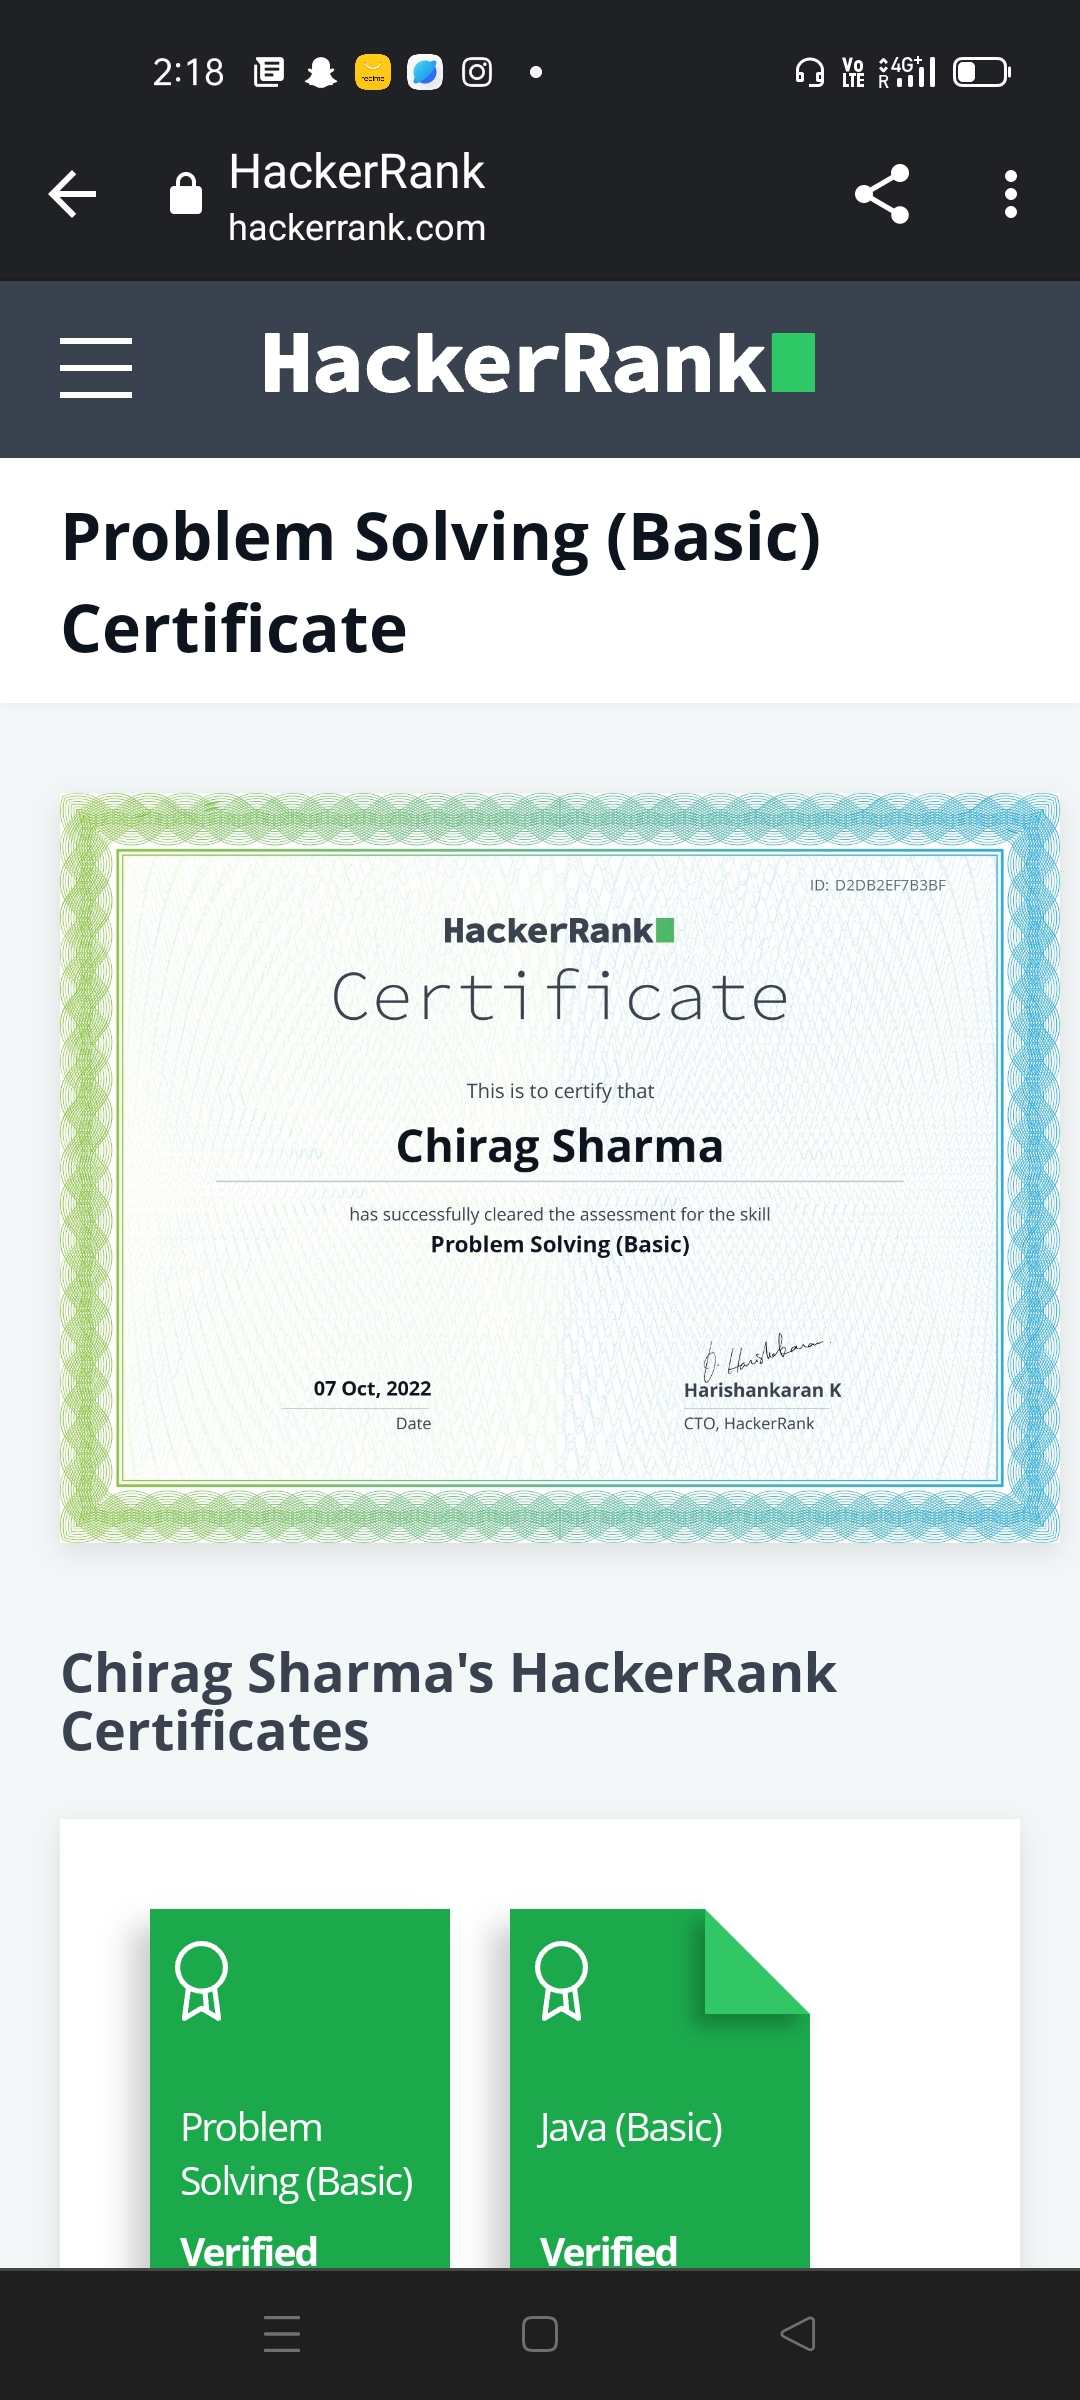 2:18
realme
Vo LTE
R 4G+
HackerRank
hackerrank.com
HackerRank
Problem Solving (Basic)
Certificate
ID: D2DB2EF7B3BF
HackerRank
Certificate
This is to certify that
Chirag Sharma
has successfully cleared the assessment for the skill
Problem Solving (Basic)
07 Oct, 2022
Date
Harishankaran K
CTO, HackerRank
Chirag Sharma's HackerRank
Certificates
Problem
Solving (Basic)
Verified
Java (Basic)
Verified